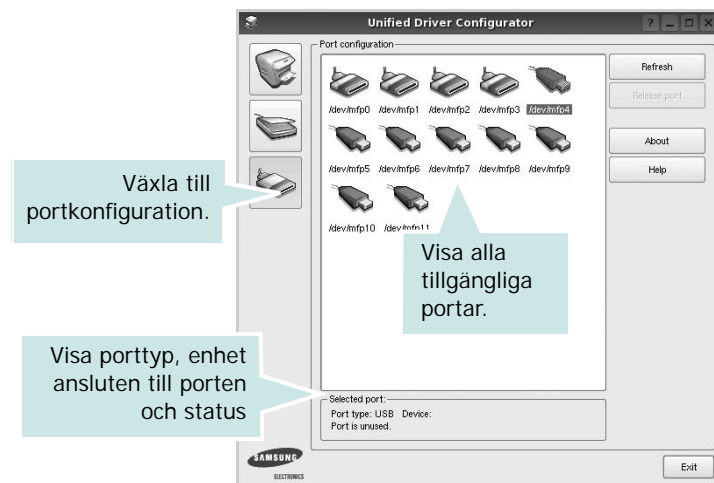 Unified Driver Configurator
Port configuration
Refresh
/dev/mfp0 /dev/mfp1 /dev/mfp2 /dev/mfp3 /dev/mfp4
Release port
About
/dev/mfp5 /dev/mfp6 /dev/mfp7 /dev/mfp8 /dev/mfp9
Help
Växla till
portkonfiguration.
/dev/mfp10 /dev/mfp11
Visa alla
tillgängliga
portar.
Visa porttyp, enhet
ansluten till porten
och status
Selected port:
Port type: USB Device:
Port is unused.
SAMSUNG
ELECTRONICS
Exit